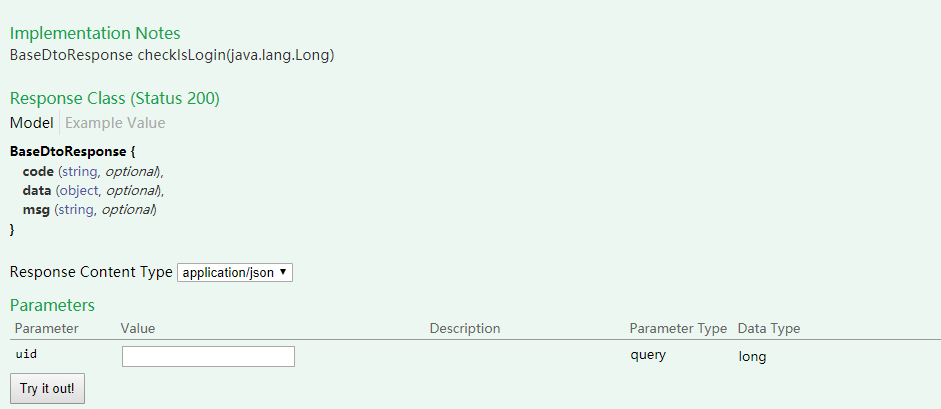 Implementation Notes
BaseDtoResponse checkIsLogin(java.lang.Long)
Response Class (Status 200)
Model Example Value
BaseDtoResponse {
code (string, optional),
data (object, optional),
msg (string, optional)
}
Response Content Type application/json
Parameters
Parameter Value Description Parameter Type Data Type
uid query long
Try it out!